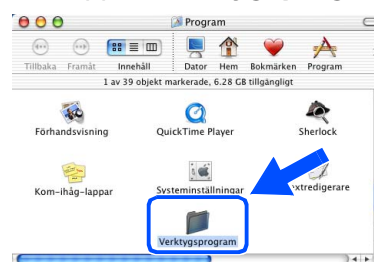 Program
Tillbaka Framåt Innehåll Dator Hem Bokmärken Program
1 av 39 objekt markerade, 6.28 GB tillgängligt
Förhandsvisning QuickTime Player Sherlock
Kom-ihåg-lappar Systeminställningar extredigerare
Verktygsprogram